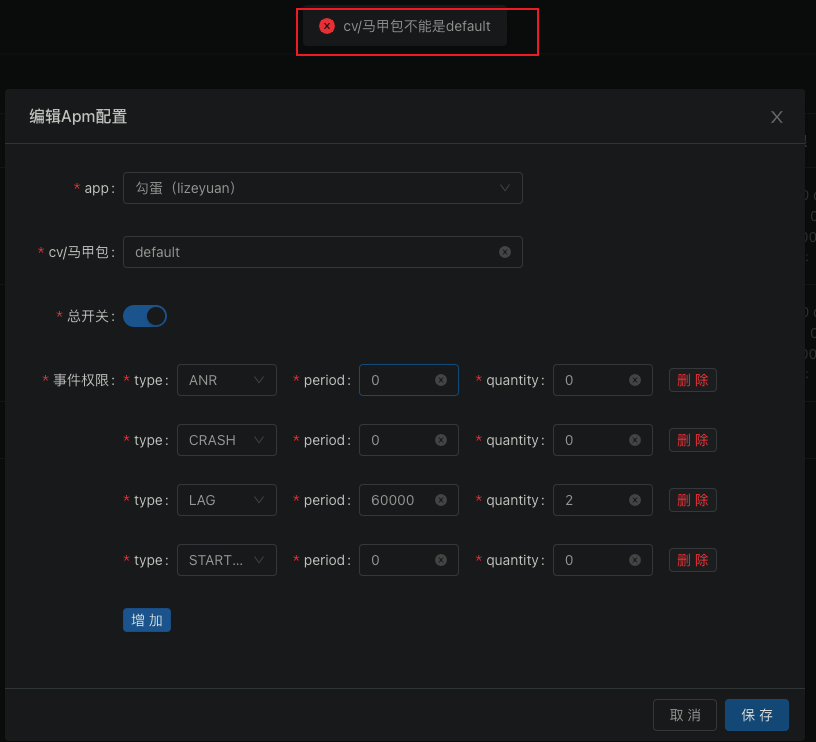 cv/马甲包不能是default
编辑Apm配置
* app: 勾蛋（lizeyuan）
* cv/马甲包: default
* 总开关:
* 事件权限: * type: ANR * period: 0 * quantity: 0 删 除
* type: CRASH * period: 0 * quantity: 0 删 除
* type: LAG * period: 60000 * quantity: 2 删 除
* type: START... * period: 0 * quantity: 0 删 除
增 加
取 消 保 存